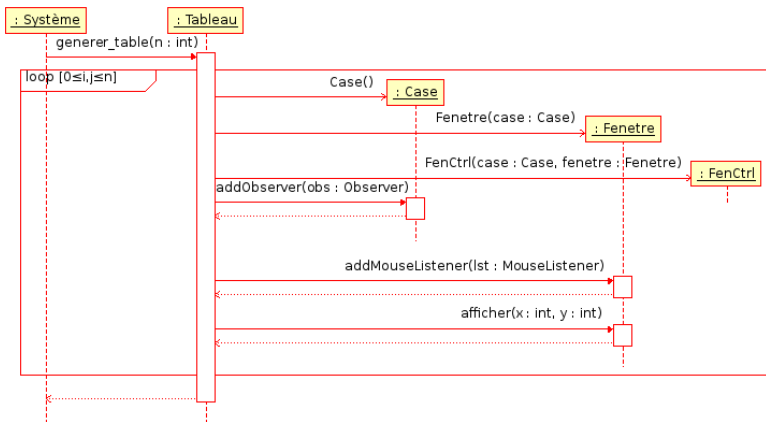 : Système
: Tableau
generer_table(n : int)
loop [0≤i,j≤n]
Case()
: Case
Fenetre(case : Case)
: Fenetre
FenCtrl(case : Case, fenetre : Fenetre)
: FenCtrl
addObserver(obs : Observer)
addMouseListener(lst : MouseListener)
afficher(x : int, y : int)